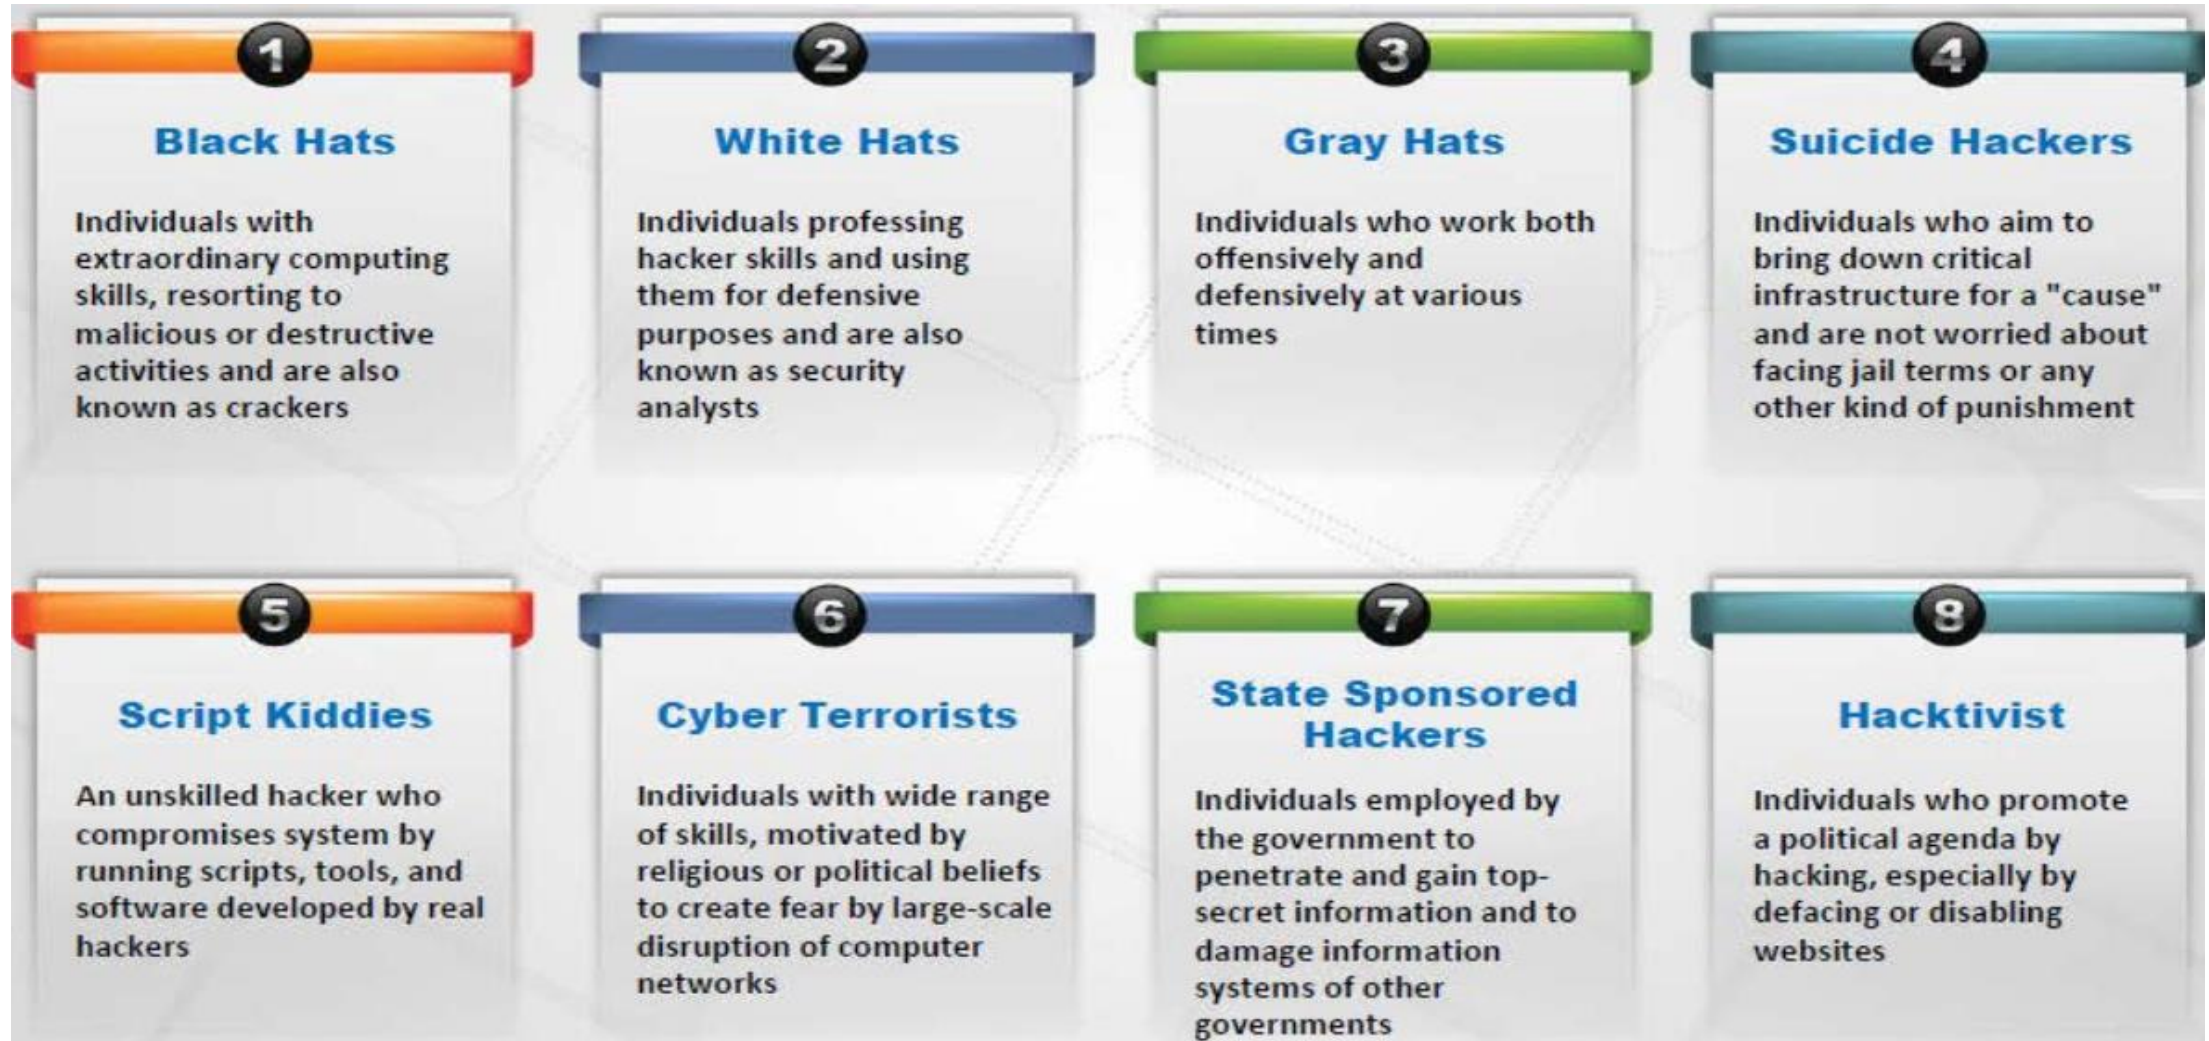 1
Black Hats
Individuals with
extraordinary computing
skills, resorting to
malicious or destructive
activities and are also
known as crackers
2
White Hats
Individuals professing
hacker skills and using
them for defensive
purposes and are also
known as security
analysts
3
Gray Hats
Individuals who work both
offensively and
defensively at various
times
4
Suicide Hackers
Individuals who aim to
bring down critical
infrastructure for a "cause"
and are not worried about
facing jail terms or any
other kind of punishment
5
Script Kiddies
An unskilled hacker who
compromises system by
running scripts, tools, and
software developed by real
hackers
6
Cyber Terrorists
Individuals with wide range
of skills, motivated by
religious or political beliefs
to create fear by large-scale
disruption of computer
networks
7
State Sponsored
Hackers
Individuals employed by
the government to
penetrate and gain top-
secret information and to
damage information
systems of other
governments
8
Hacktivist
Individuals who promote
a political agenda by
hacking, especially by
defacing or disabling
websites